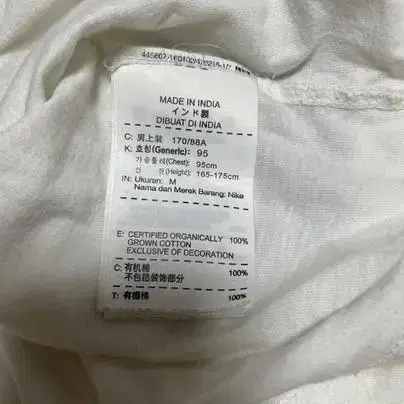 MADE IN INDIA
インド製
DIBUAT DI INDIA
C: 男上装 170/88A
K: 호칭(Generic): 95
가슴둘레(Chest): 95cm
신 장(Height): 165-175cm
IN: Ukuran: M
Nama dan Merek Barang: Nike
E: CERTIFIED ORGANICALLY 100%
GROWN COTTON
EXCLUSIVE OF DECORATION
C: 有机棉 100%
不包括装饰部分
T: 有機棉 100%